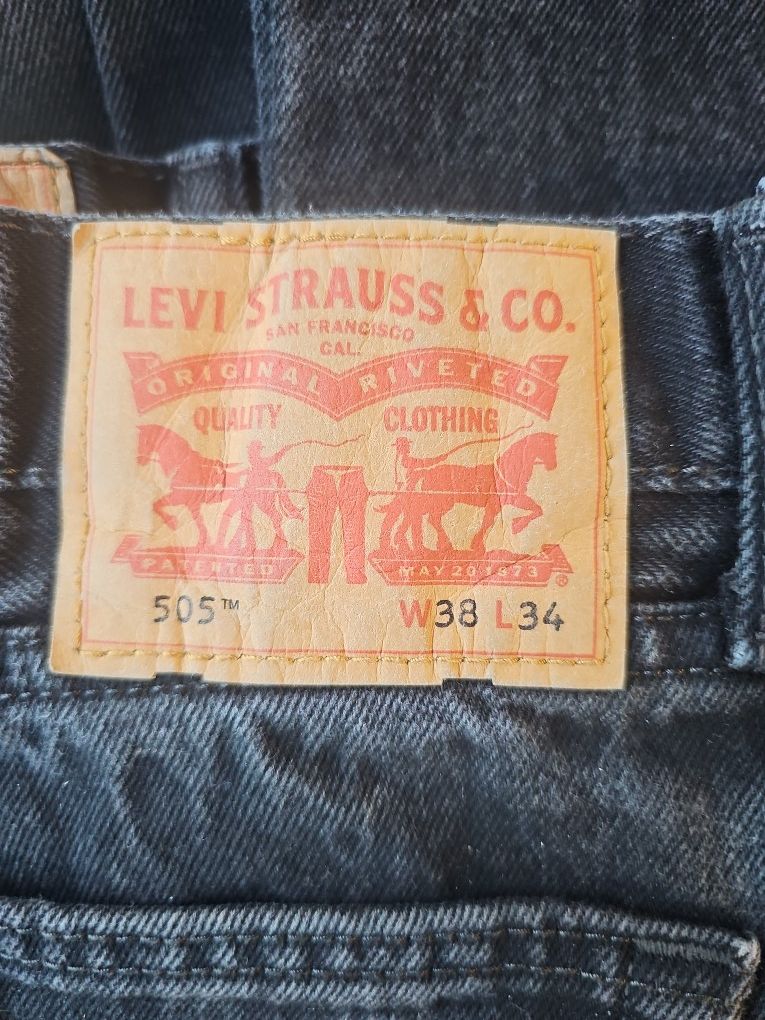 LEVI STRAUSS & CO.
SAN FRANCISCO
CAL.
ORIGINAL RIVETED
QUALITY CLOTHING
PATENTED MAY 20 1873 ®
505™ W38 L34